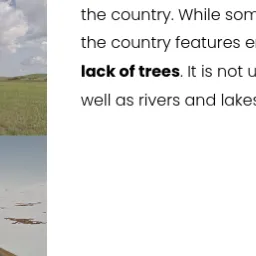 the country. While som
the country features e
lack of trees. It is not u
well as rivers and lakes